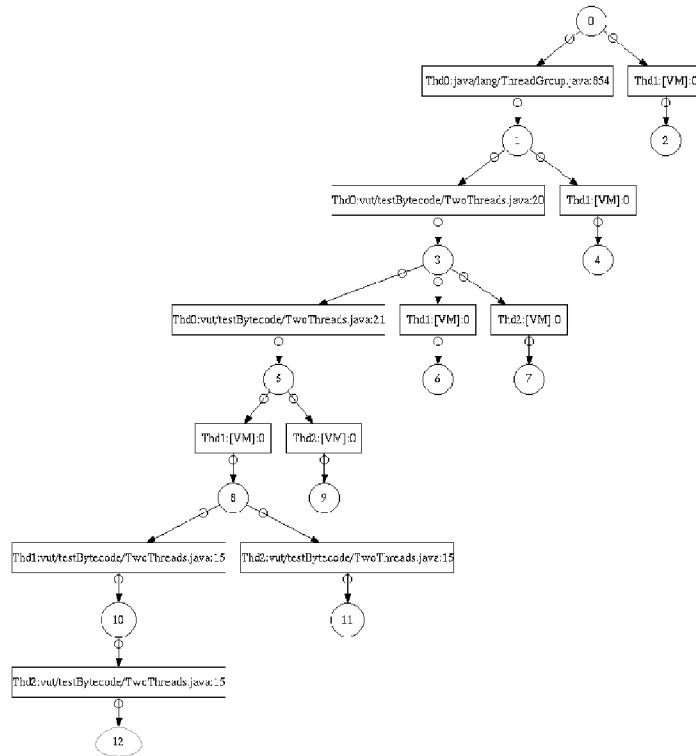 0
Thd0:java/lang/ThreadGrcup.java:854
Thd1:[VM]:0
1
2
Thd0:vut/testBytecode/TwoThreads.java:20
Thd1:[VM]:0
3
4
Thd0:vut/testBytecode/TwoThreads.java:21
Thd1:[VM]:0
Thd2:[VM]:0
5
6
7
Thd1:[VM]:0
Thd2:[VM]:0
8
9
Thd1:vut/testBytecode/TwoThreads.java:15
Thd2:vut/testBytecode/TwoThreads.java:15
10
11
Thd2:vut/testBytecode/TwoThreads.java:15
12